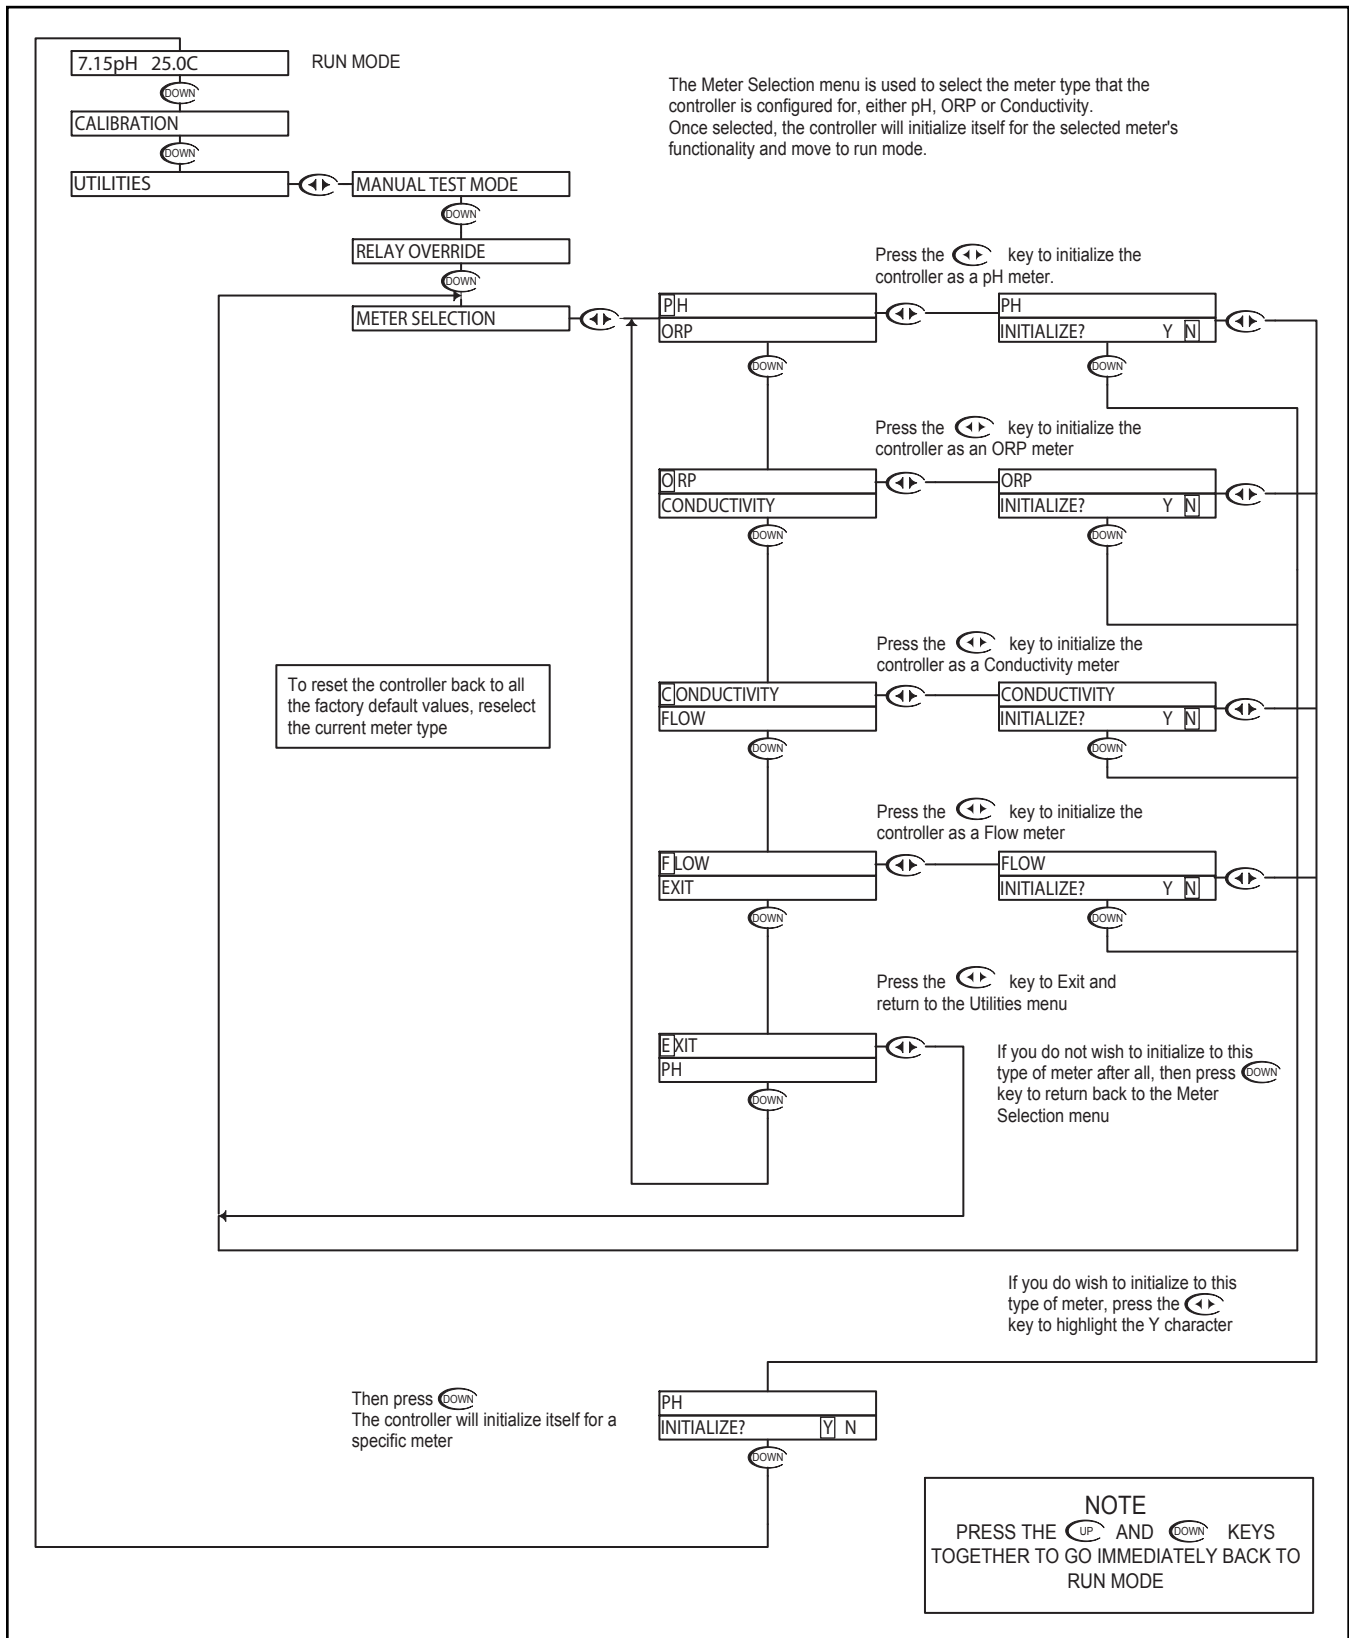 7.15pH 25.0C
RUN MODE
DOWN
CALIBRATION
DOWN
UTILITIES
MANUAL TEST MODE
DOWN
RELAY OVERRIDE
DOWN
METER SELECTION
The Meter Selection menu is used to select the meter type that the
controller is configured for, either pH, ORP or Conductivity.
Once selected, the controller will initialize itself for the selected meter's
functionality and move to run mode.
Press the key to initialize the
controller as a pH meter.
PH
ORP
DOWN
PH
INITIALIZE? Y N
DOWN
Press the key to initialize the
controller as an ORP meter
ORP
CONDUCTIVITY
DOWN
ORP
INITIALIZE? Y N
DOWN
To reset the controller back to all
the factory default values, reselect
the current meter type
Press the key to initialize the
controller as a Conductivity meter
CONDUCTIVITY
FLOW
DOWN
CONDUCTIVITY
INITIALIZE? Y N
DOWN
Press the key to initialize the
controller as a Flow meter
FLOW
EXIT
DOWN
FLOW
INITIALIZE? Y N
DOWN
Press the key to Exit and
return to the Utilities menu
EXIT
PH
DOWN
If you do not wish to initialize to this
type of meter after all, then press DOWN
key to return back to the Meter
Selection menu
If you do wish to initialize to this
type of meter, press the
key to highlight the Y character
Then press DOWN
The controller will initialize itself for a
specific meter
PH
INITIALIZE? Y N
DOWN
NOTE
PRESS THE UP AND DOWN KEYS
TOGETHER TO GO IMMEDIATELY BACK TO
RUN MODE